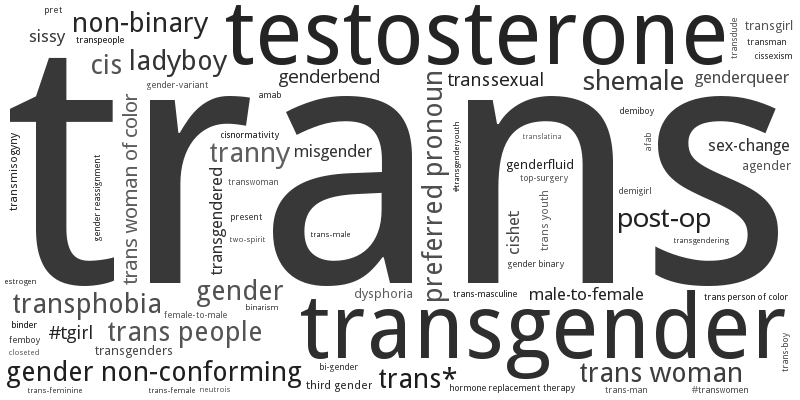 pret
non-binary
testosterone
transdude
transgirl
sissy
transpeople
transman
cissexism
cis
ladyboy
gender-variant
genderbend
transsexual
shemale
genderqueer
trans
amab
demiboy
transmisogyny
gender reassignment
trans woman of color
cisnormativity
tranny
misgender
preferred pronoun
#transgenderyouth
translatina
genderfluid
top-surgery
afab
sex-change
agender
transgendered
transwoman
present
two-spirit
trans-male
cishet
trans youth
gender binary
demigirl
post-op
transgendering
estrogen
transphobia
gender
dysphoria
trans-masculine
male-to-female
trans person of color
binder
#tgirl
trans people
female-to-male
binarism
transgender
femboy
closeted
transgenders
trans-boy
gender non-conforming
bi-gender
third gender
trans*
hormone replacement therapy
trans woman
trans-feminine
trans-female
neutrois
trans-man
#transwomen